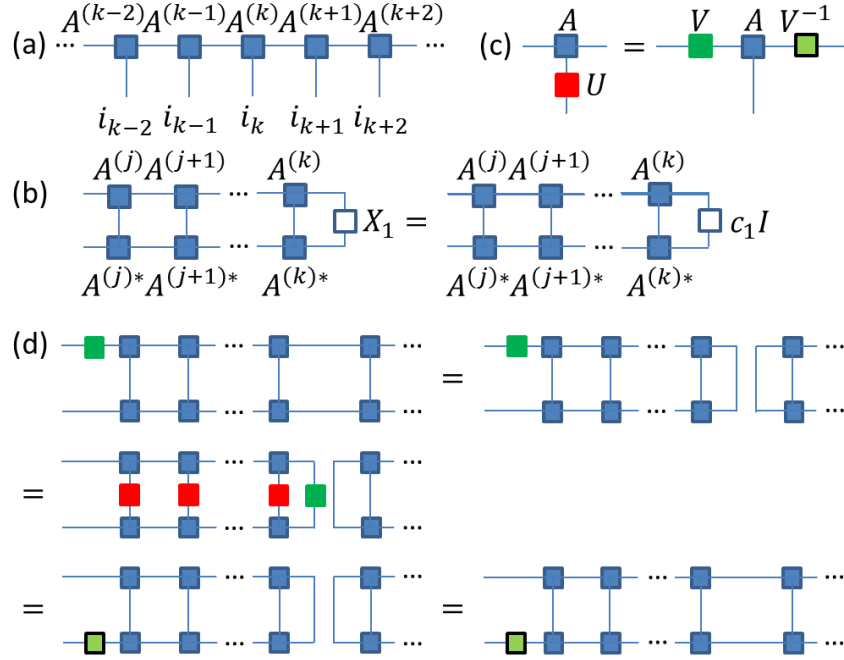 (a) ... A^(k-2) A^(k-1) A^(k) A^(k+1) A^(k+2) ...
i_{k-2} i_{k-1} i_k i_{k+1} i_{k+2}
(c) A = V A V^{-1}
U
(b) A^(j) A^(j+1) ... A^(k) X_1 = A^(j) A^(j+1) ... A^(k) c_1 I
A^(j)* A^(j+1)* A^(k)* A^(j)* A^(j+1)* A^(k)*
(d) ... ... = ... ...
... ... ... ...
= ... ...
... ...
= ... ... = ... ...
... ... ... ...